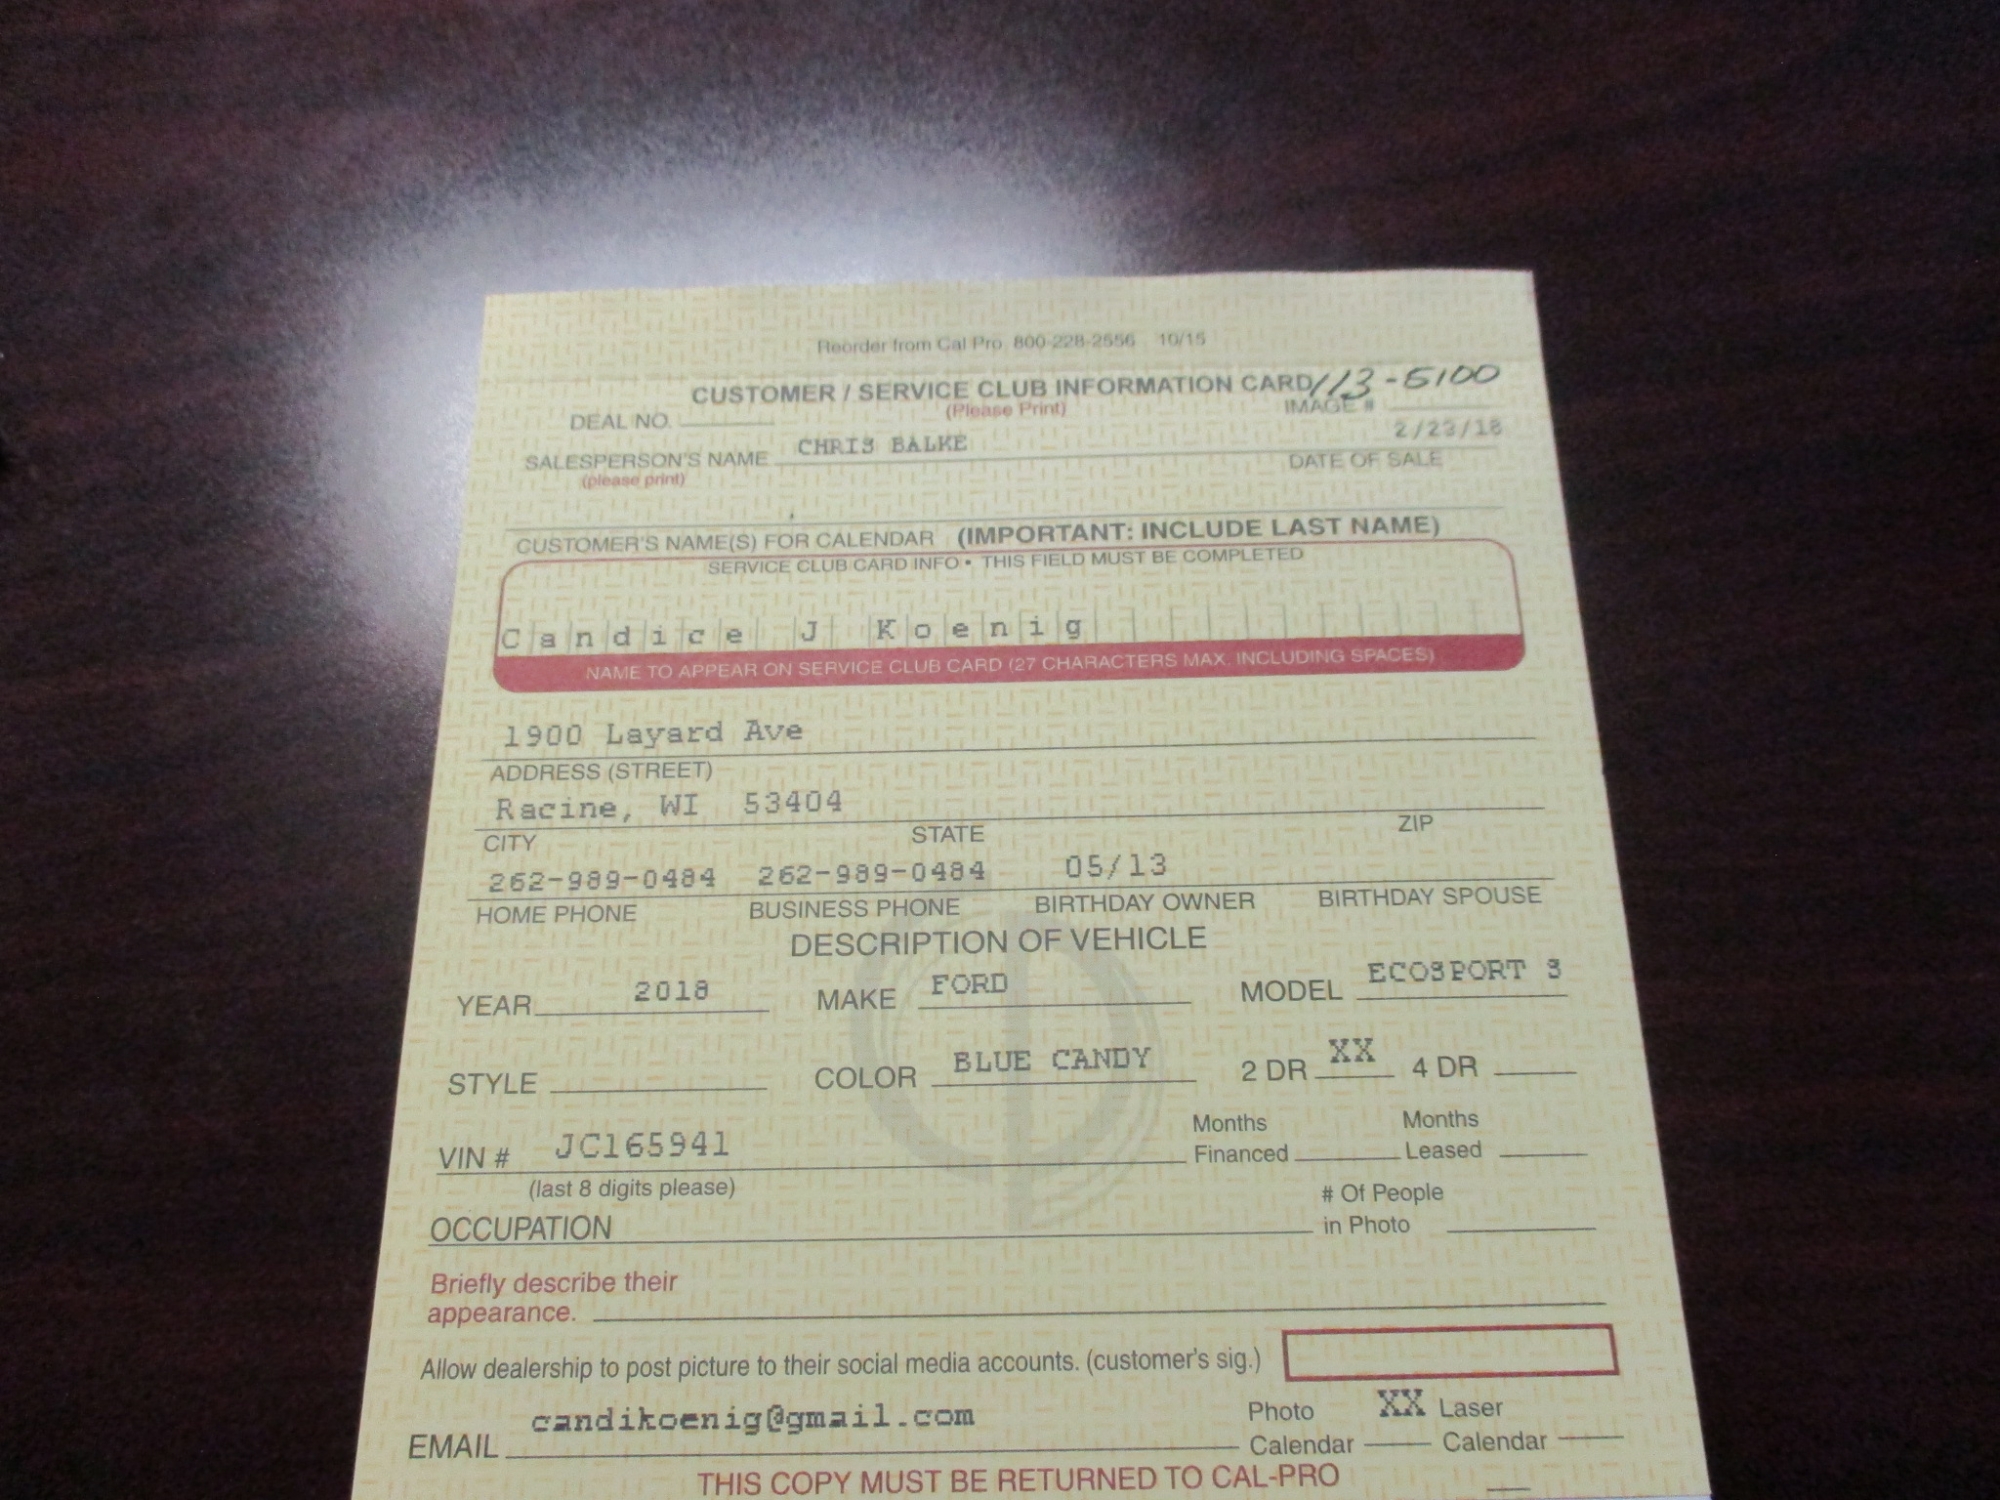 Reorder from Cal Pro 800-228-2556 10/15
CUSTOMER / SERVICE CLUB INFORMATION CARD 113-6100
DEAL NO. (Please Print) IMAGE #
SALESPERSON'S NAME CHRIS BALKE 2/23/18
(please print) DATE OF SALE
CUSTOMER'S NAME(S) FOR CALENDAR (IMPORTANT: INCLUDE LAST NAME)
SERVICE CLUB CARD INFO • THIS FIELD MUST BE COMPLETED
Candice J Koenig
NAME TO APPEAR ON SERVICE CLUB CARD (27 CHARACTERS MAX. INCLUDING SPACES)
1900 Layard Ave
ADDRESS (STREET)
Racine, WI 53404
CITY STATE ZIP
262-989-0484 262-989-0484 05/13
HOME PHONE BUSINESS PHONE BIRTHDAY OWNER BIRTHDAY SPOUSE
DESCRIPTION OF VEHICLE
YEAR 2018 MAKE FORD MODEL ECOSPORT S
STYLE COLOR BLUE CANDY 2 DR XX 4 DR
VIN # JC165941 Months Financed Months Leased
(last 8 digits please)
OCCUPATION # Of People in Photo
Briefly describe their
appearance.
Allow dealership to post picture to their social media accounts. (customer's sig.)
EMAIL candikoenig@gmail.com Photo Calendar XX Laser Calendar
THIS COPY MUST BE RETURNED TO CAL-PRO